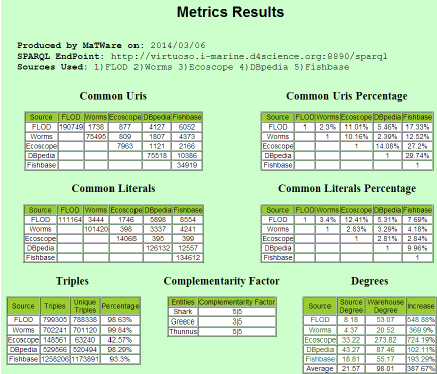 Metrics Results
Produced by MaTWare on: 2014/03/06
SPARQL EndPoint: http://virtuoso.i-marine.d4science.org:8890/sparql
Sources Used: 1)FLOD 2)Worms 3)Ecoscope 4)DBpedia 5)Fishbase
Common Uris
Source FLOD Worms Ecoscope DBpedia Fishbase
FLOD 190749 1738 877 4127 6052
Worms 75495 809 1807 4373
Ecoscope 7963 1121 2166
DBpedia 75518 10386
Fishbase 34919
Common Uris Percentage
Source FLOD Worms Ecoscope DBpedia Fishbase
FLOD 1 2.3% 11.01% 5.46% 17.33%
Worms 1 10.16% 2.39% 12.52%
Ecoscope 1 14.08% 27.2%
DBpedia 1 29.74%
Fishbase 1
Common Literals
Source FLOD Worms Ecoscope DBpedia Fishbase
FLOD 111164 3444 1746 5898 8554
Worms 101420 398 3337 4241
Ecoscope 14068 395 399
DBpedia 126132 12557
Fishbase 134612
Common Literals Percentage
Source FLOD Worms Ecoscope DBpedia Fishbase
FLOD 1 3.4% 12.41% 5.31% 7.69%
Worms 1 2.83% 3.29% 4.18%
Ecoscope 1 2.81% 2.84%
DBpedia 1 9.96%
Fishbase 1
Triples
Source Triples Unique Triples Percentage
FLOD 799305 788338 98.63%
Worms 702241 701120 99.84%
Ecoscope 148561 63240 42.57%
DBpedia 529566 520494 98.29%
Fishbase 1258206 1173891 93.3%
Complementarity Factor
Entities Complementarity Factor
Shark 5|5
Greece 3|5
Thunnus 5|5
Degrees
Source Source Degree Warehouse Degree Increase
FLOD 8.18 53.07 548.88%
Worms 4.37 20.52 369.9%
Ecoscope 33.22 273.82 724.19%
DBpedia 43.27 87.46 102.11%
Fishbase 18.81 55.17 193.29%
Average 21.57 98.01 387.67%